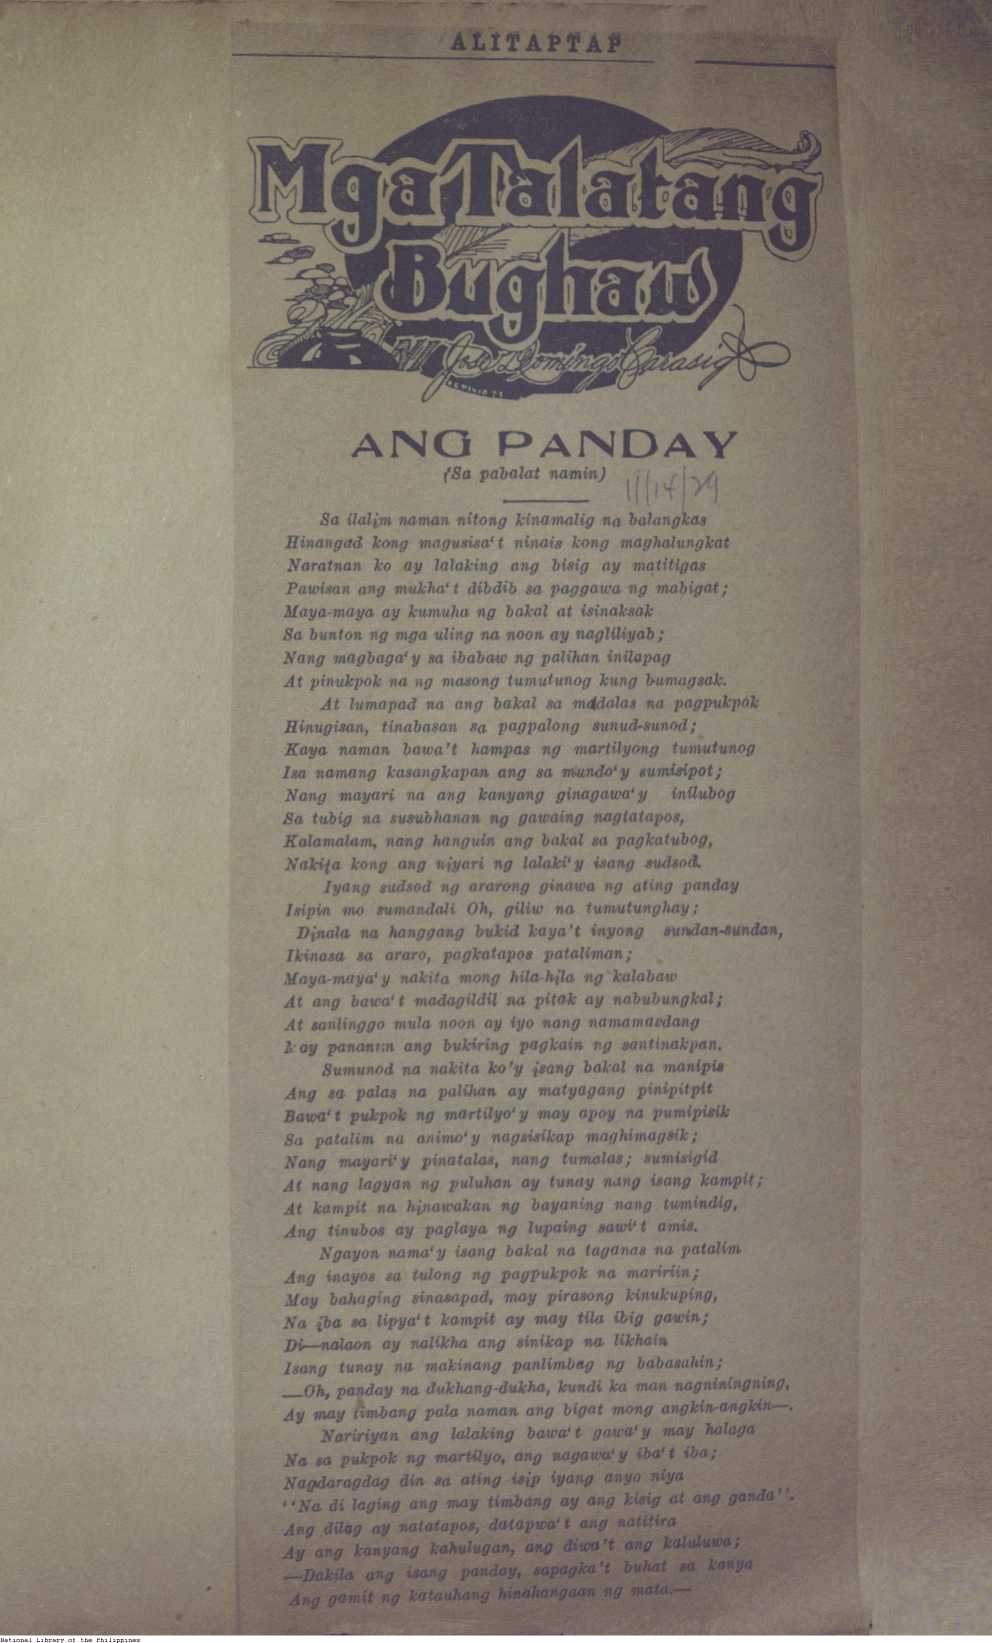 ALITAPTAP
Mga Talatang
Bughaw
NI Jose L. Domingo Carasig
ANG PANDAY
(Sa pabalat namin)
11/14/29
Sa ilalim naman nitong kinamalig na balangkas
Hinangad kong magusisa't ninais kong maghalungkat
Naratnan ko ay lalaking ang bisig ay matitigas
Pawisan ang mukha't dibdib sa paggawa ng mabigat;
Maya-maya ay kumuha ng bakal at isinaksak
Sa bunton ng mga uling na noon ay nagliliyab;
Nang magbaga'y sa ibabaw ng palihan inilapag
At pinukpok na ng masong tumutunog kung bumagsak.
At lumapad na ang bakal sa madalas na pagpukpok
Hinugisan, tinabasan sa pagpalong sunud-sunod;
Kaya naman bawa't hampas ng martilyong tumutunog
Isa namang kasangkapan ang sa mundo'y sumisipot;
Nang mayari na ang kanyang ginagawa'y inilubog
Sa tubig na susubhanan ng gawaing nagtatapos,
Kalamalam, nang hanguin ang bakal sa pagkatubog,
Nakita kong ang niyari ng lalaki'y isang sudsod.
Iyang sudsod ng ararong ginawa ng ating panday
Isipin mo sumandali Oh, giliw na tumutunghay;
Dinala na hanggang bukid kaya't inyong sundan-sundan,
Ikinasa sa araro, pagkatapos pataliman;
Maya-maya'y nakita mong hila-hila ng kalabaw
At ang bawa't madagildil na pitak ay nabubungkal;
At sanlinggo mula noon ay iyo nang namamasdang
May pananim ang bukiring pagkain ng santinakpan.
Sumunod na nakita ko'y isang bakal na manipis
Ang sa palas na palihan ay matyagang pinipitpit
Bawa't pukpok ng martilyo'y may apoy na pumipisik
Sa patalim na animo'y nagsisikap maghimagsik;
Nang mayari'y pinatalas, nang tumalas; sumisigid
At nang lagyan ng puluhan ay tunay nang isang kampit;
At kampit na hinawakan ng bayaning nang tumindig,
Ang tinubos ay paglaya ng lupaing sawi't amis.
Ngayon nama'y isang bakal na taganas na patalim
Ang inayos sa tulong ng pagpukpok na maririin;
May bahaging sinasapad, may pirasong kinukuping,
Na iba sa lipya't kampit ay may tila ibig gawin;
Di—nalaon ay nalikha ang sinikap na likhain
Isang tunay na makinang panlimbag ng babasahin;
—Oh, panday na dukhang-dukha, kundi ka man nagniningning,
Ay may timbang pala naman ang bigat mong angkin-angkin—.
Naririyan ang lalaking bawa't gawa'y may halaga
Na sa pukpok ng martilyo, ang nagawa'y iba't iba;
Nagdaragdag din sa ating isip iyang anyo niya
"Na di laging ang may timbang ay ang kisig at ang ganda".
Ang dilag ay natatapos, datapwa't ang natitira
Ay ang kanyang kahulugan, ang diwa't ang kaluluwa;
—Dakila ang isang panday, sapagka't buhat sa kanya
Ang gamit ng katauhang hinahangaan ng mata.—
National Library of the Philippines